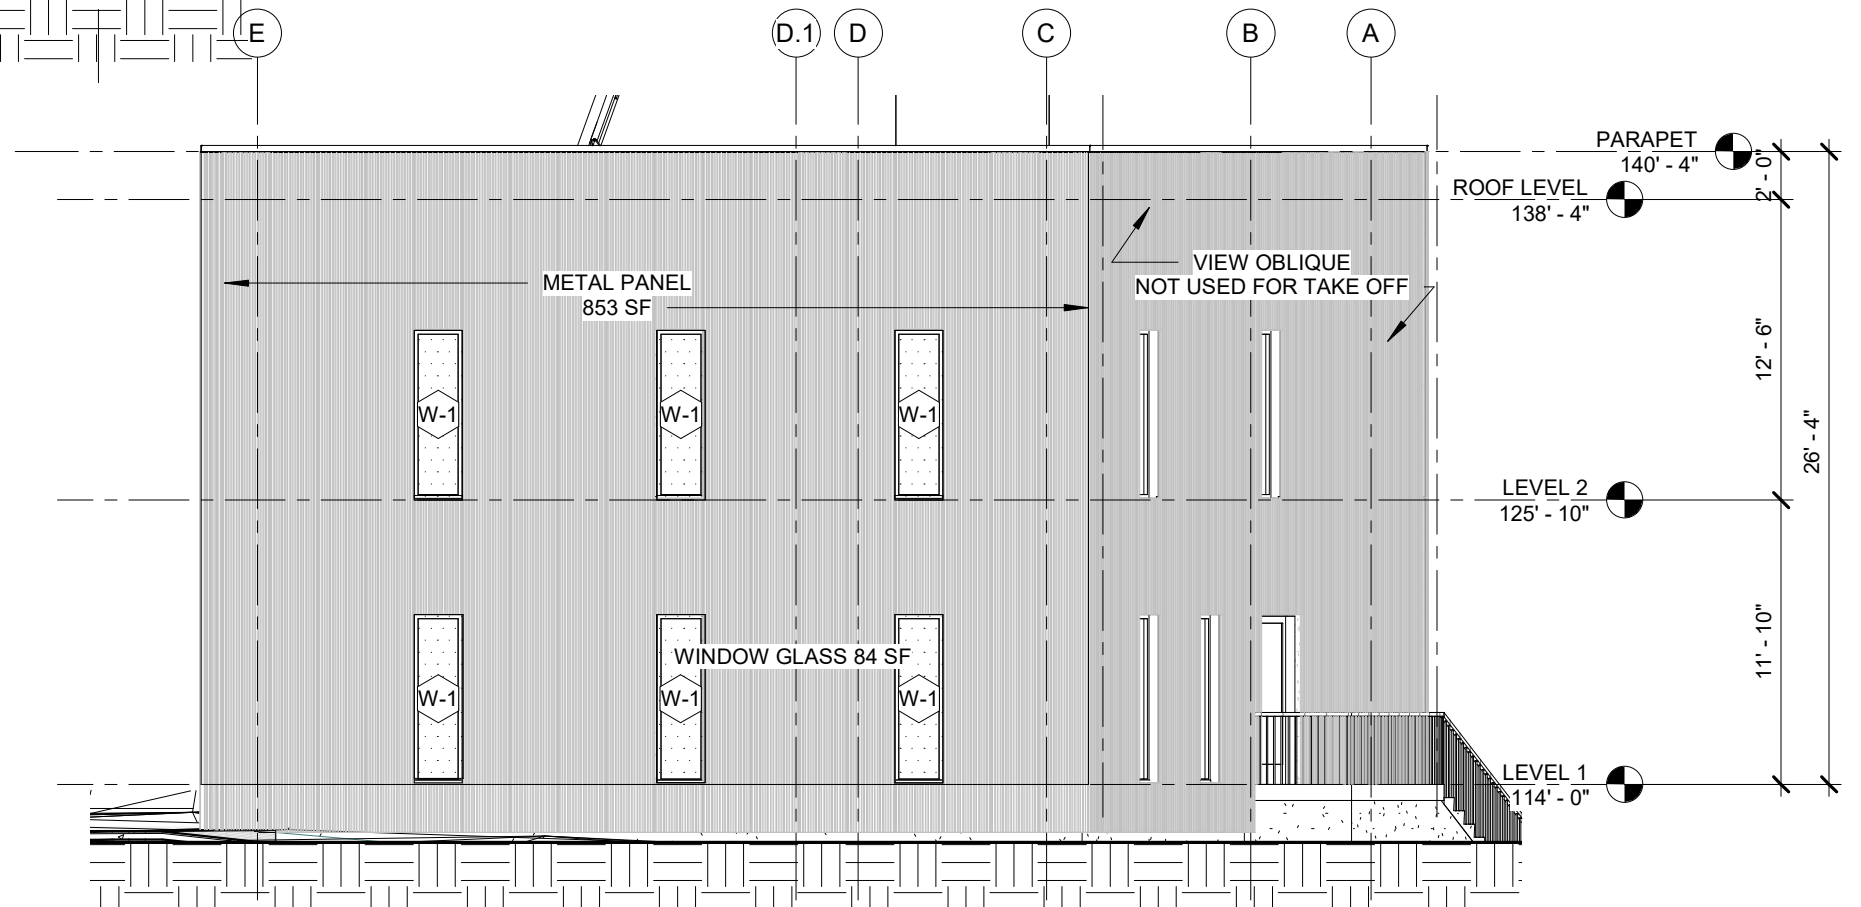 E
D.1
D
C
B
A
PARAPET
140' - 4"
2' - 0"
ROOF LEVEL
138' - 4"
VIEW OBLIQUE
NOT USED FOR TAKE OFF
METAL PANEL
853 SF
12' - 6"
W-1
W-1
W-1
26' - 4"
LEVEL 2
125' - 10"
11' - 10"
WINDOW GLASS 84 SF
W-1
W-1
W-1
LEVEL 1
114' - 0"